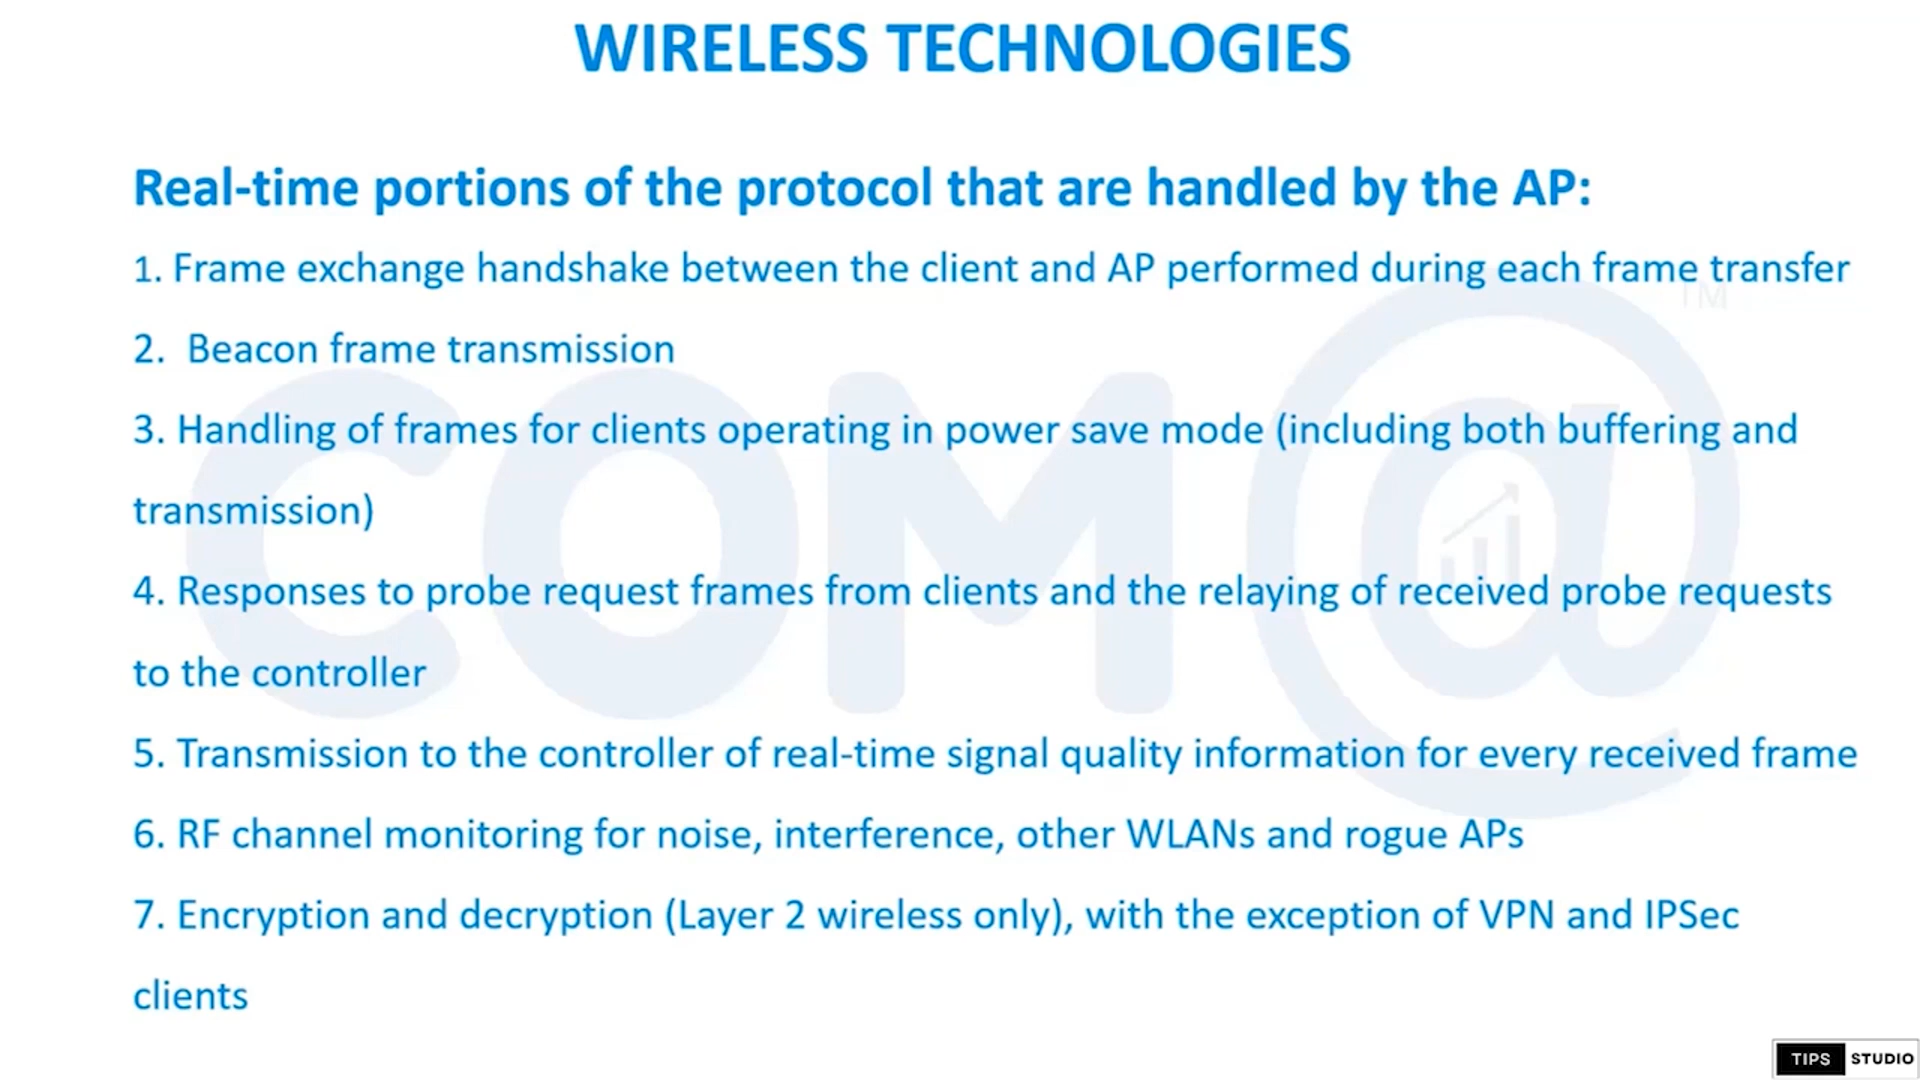 WIRELESS TECHNOLOGIES
Real-time portions of the protocol that are handled by the AP:
1. Frame exchange handshake between the client and AP performed during each frame transfer
2. Beacon frame transmission
3. Handling of frames for clients operating in power save mode (including both buffering and
transmission)
4. Responses to probe request frames from clients and the relaying of received probe requests
to the controller
5. Transmission to the controller of real-time signal quality information for every received frame
6. RF channel monitoring for noise, interference, other WLANs and rogue APs
7. Encryption and decryption (Layer 2 wireless only), with the exception of VPN and IPSec
clients
COM@
TM
TIPS STUDIO